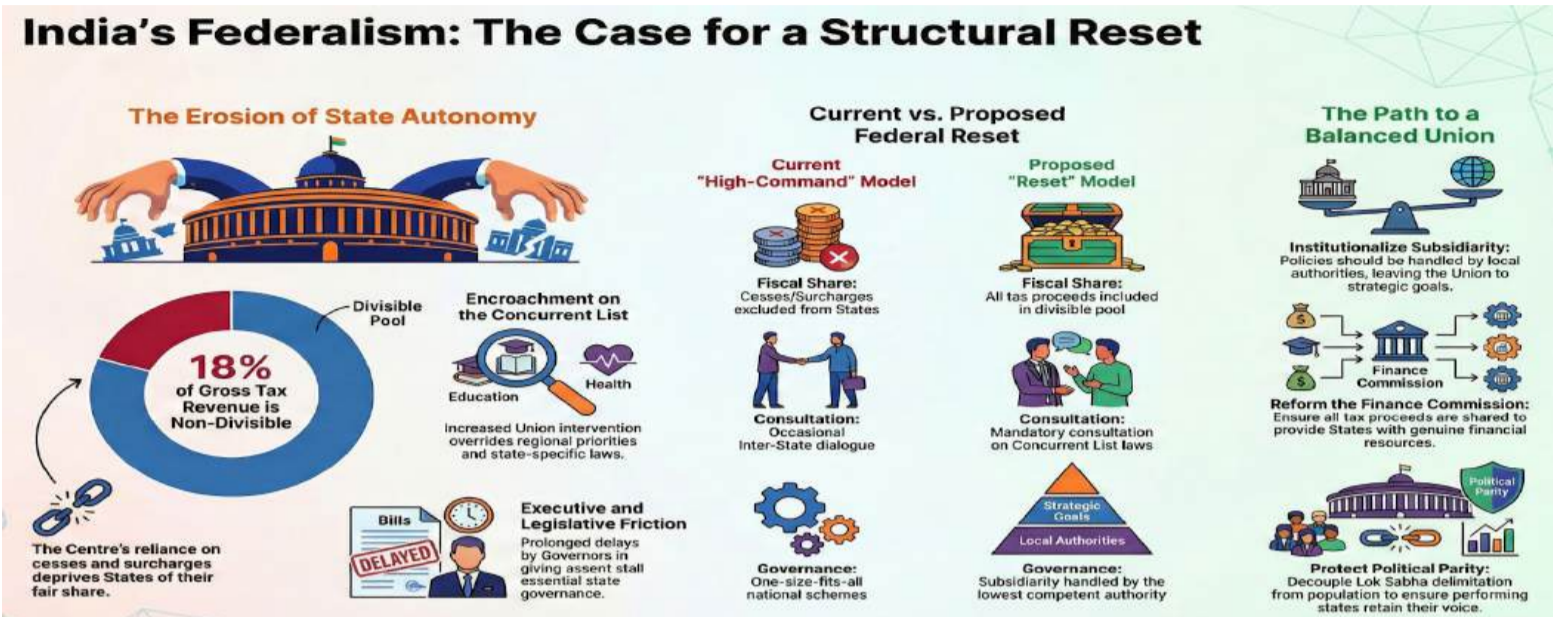 India's Federalism: The Case for a Structural Reset
The Erosion of State Autonomy
Divisible
Pool
18%
of Gross Tax
Revenue is
Non-Divisible
The Centre's reliance on
cesses and surcharges
deprives States of their
fair share.
Encroachment on
the Concurrent List
Education
Health
Increased Union intervention
overrides regional priorities
and state-specific laws.
Bills
DELAYED
Executive and
Legislative Friction
Prolonged delays
by Governors in
giving assent stall
essential state
governance.
Current vs. Proposed
Federal Reset
Current
"High-Command" Model
Fiscal Share:
Cesses/Surcharges
excluded from States
Consultation:
Occasional
Inter-State dialogue
Governance:
One-size-fits-all
national schemes
Proposed
"Reset" Model
Fiscal Share:
All tas proceeds included
in divisible pool
Consultation:
Mandatory consultation
on Concurrent List laws
Strategic
Goals
Local Authorities
Governance:
Subsidiarity handled by the
lowest competent authority
The Path to a
Balanced Union
Institutionalize Subsidiarity:
Policies should be handled by local
authorities, leaving the Union to
strategic goals.
$
$
Finance
Commission
Reform the Finance Commission:
Ensure all tax proceeds are shared to
provide States with genuine financial
resources.
Political
Parity
Protect Political Parity:
Decouple Lok Sabha delimitation
from population to ensure performing
states retain their voice.